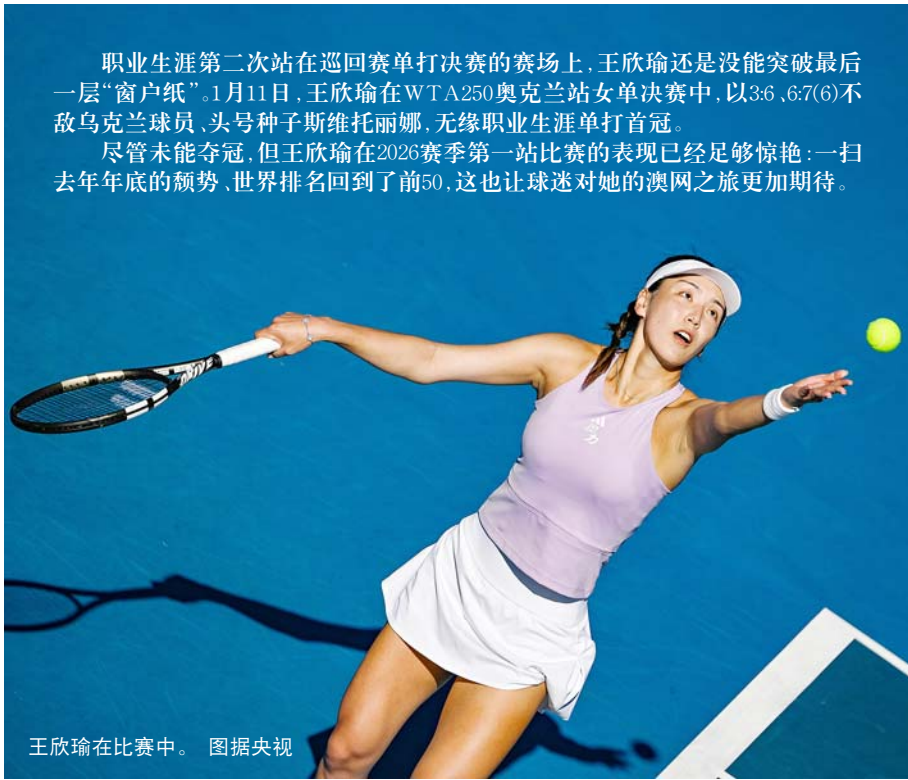 职业生涯第二次站在巡回赛单打决赛的赛场上,王欣瑜还是没能突破最后
一层“窗户纸”。1月11日,王欣瑜在WTA250奥克兰站女单决赛中,以3:6、6:7(6)不
敌乌克兰球员、头号种子斯维托丽娜,无缘职业生涯单打首冠。
尽管未能夺冠,但王欣瑜在2026赛季第一站比赛的表现已经足够惊艳:一扫
去年年底的颓势、世界排名回到了前50,这也让球迷对她的澳网之旅更加期待。
DRIVE
王欣瑜在比赛中。 图据央视